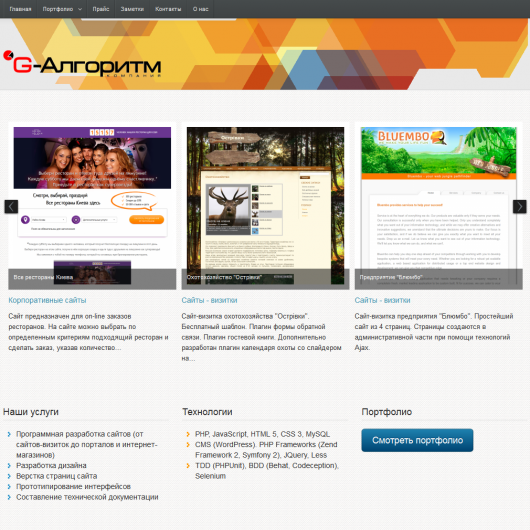 Главная Портфолио Прайс Заметки Контакты О нас
G-Алгоритм
компания
Смотри, выбирай, празднуй
Все рестораны Киева здесь
Все рестораны Киева
Островки
Охотхозяйство "Острівки"
BLUEMBO
Предприятия "Блюмбо"
Корпоративные сайты
Сайт предназначен для on-line заказов
ресторанов. На сайте можно выбрать по
определенным критериям подходящий ресторан и
сделать заказ, указав количество…
Сайты - визитки
Сайт-визитка охотохозяйства "Острівки".
Бесплатный шаблон. Плагин формы обратной
связи. Плагин гостевой книги. Дополнительно
разработан плагин календаря охоты со слайдером
на…
Сайты - визитки
Сайт-визитка предприятия "Блюмбо". Простейший
сайт из 4 страниц. Страницы создаются в
административной части при помощи технологий
Ajax.
Наши услуги
Программная разработка сайтов (от
сайтов-визиток до порталов и интернет-
магазинов)
Разработка дизайна
Верстка страниц сайта
Прототипирование интерфейсов
Составление технической документации
Технологии
PHP, JavaScript, HTML 5, CSS 3, MySQL
CMS (WordPress). PHP Frameworks (Zend
Framework 2, Symfony 2), JQuery, Less
TDD (PHPUnit), BDD (Behat, Codeception),
Selenium
Портфолио
Смотреть портфолио